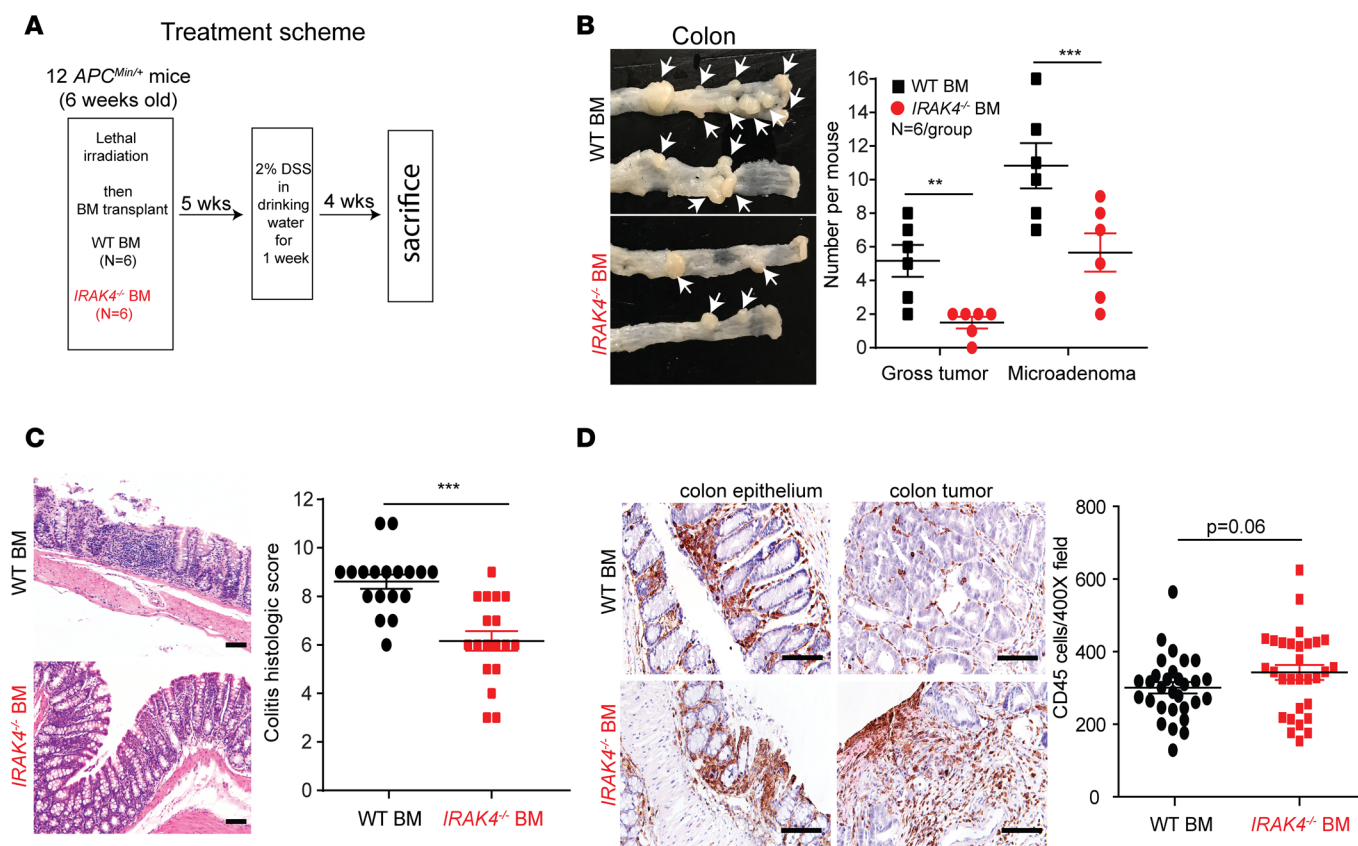 A
Treatment scheme
12 APC^Min/+ mice
(6 weeks old)
Lethal
irradiation
then
BM transplant
WT BM
(N=6)
IRAK4^-/- BM
(N=6)
5 wks
2% DSS
in
drinking
water
for
1 week
4 wks
sacrifice
B
Colon
WT BM
IRAK4^-/- BM
Number per mouse
16
14
12
10
8
6
4
2
0
WT BM
IRAK4^-/- BM
N=6/group
**
***
Gross tumor
Microadenoma
C
WT BM
IRAK4^-/- BM
Colitis histologic score
12
10
8
6
4
2
0
***
WT BM
IRAK4^-/- BM
D
colon epithelium
colon tumor
WT BM
IRAK4^-/- BM
CD45 cells/400X field
800
600
400
200
0
p=0.06
WT BM
IRAK4^-/- BM